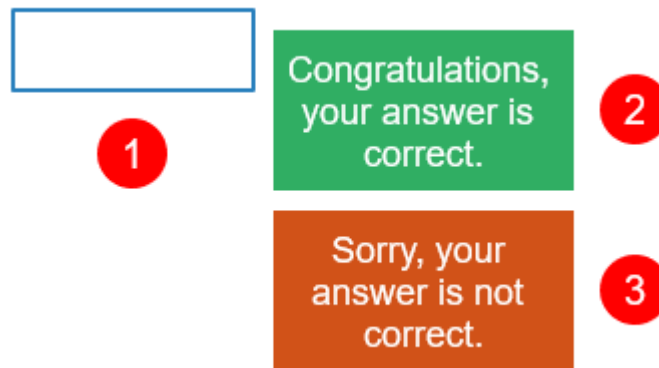 Congratulations,
your answer is
correct.
2
1
Sorry, your
answer is not
correct.
3